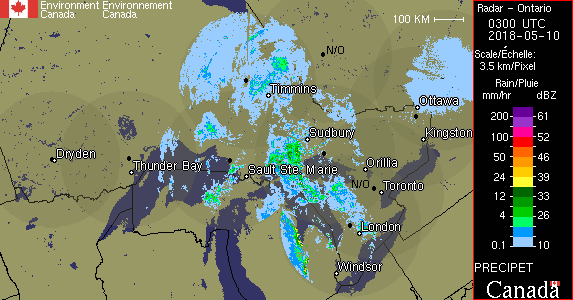 Environment Environnement
Canada Canada
100 KM
N/O
Timmins
Ottawa
Sudbury
Kingston
Dryden
Thunder Bay
Sault Ste. Marie
Orillia
N/O
Toronto
London
Windsor
Radar - Ontario
0300 UTC
2018-05-10
Scale/Échelle:
3.5 km/Pixel
Rain/Pluie
mm/hr dBZ
200 61
100 52
50 46
24 39
12 33
4 26
0.1 10
PRECIPET
Canada